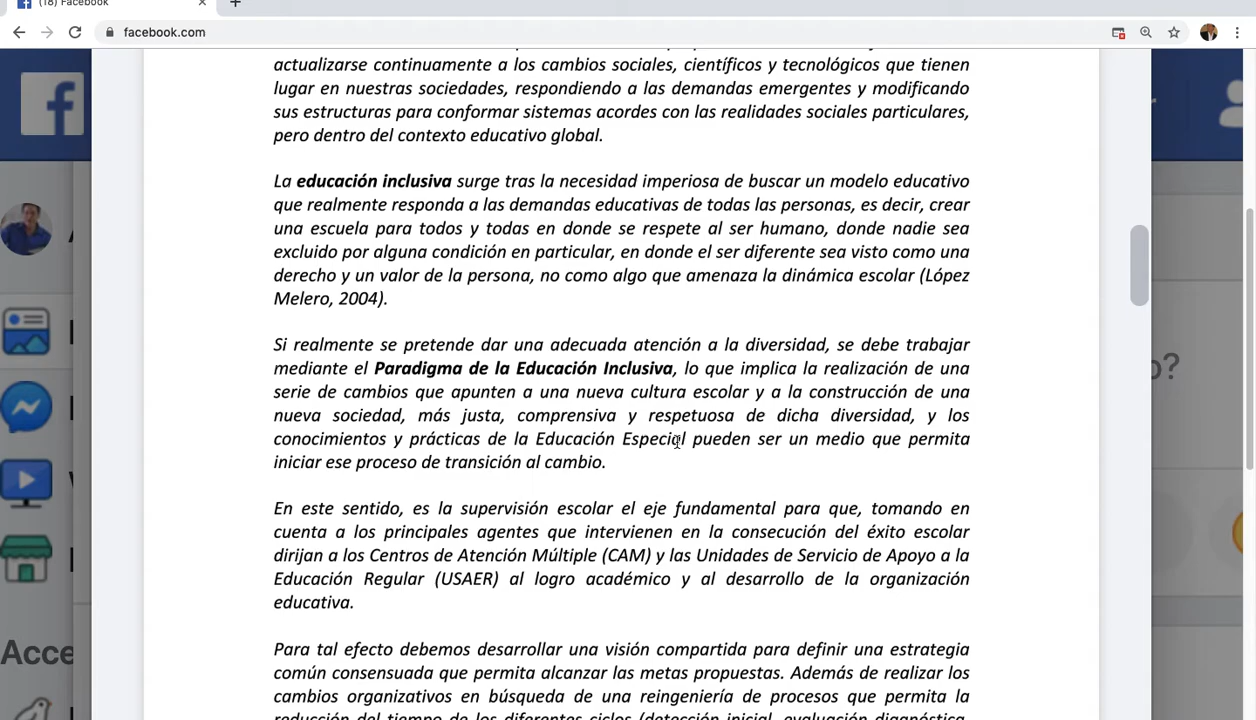 (18) Facebook
facebook.com
actualizarse continuamente a los cambios sociales, científicos y tecnológicos que tienen
lugar en nuestras sociedades, respondiendo a las demandas emergentes y modificando
sus estructuras para conformar sistemas acordes con las realidades sociales particulares,
pero dentro del contexto educativo global.
La educación inclusiva surge tras la necesidad imperiosa de buscar un modelo educativo
que realmente responda a las demandas educativas de todas las personas, es decir, crear
una escuela para todos y todas en donde se respete al ser humano, donde nadie sea
excluido por alguna condición en particular, en donde el ser diferente sea visto como una
derecho y un valor de la persona, no como algo que amenaza la dinámica escolar (López
Melero, 2004).
Si realmente se pretende dar una adecuada atención a la diversidad, se debe trabajar
mediante el Paradigma de la Educación Inclusiva, lo que implica la realización de una
serie de cambios que apunten a una nueva cultura escolar y a la construcción de una
nueva sociedad, más justa, comprensiva y respetuosa de dicha diversidad, y los
conocimientos y prácticas de la Educación Especial pueden ser un medio que permita
iniciar ese proceso de transición al cambio.
En este sentido, es la supervisión escolar el eje fundamental para que, tomando en
cuenta a los principales agentes que intervienen en la consecución del éxito escolar
dirijan a los Centros de Atención Múltiple (CAM) y las Unidades de Servicio de Apoyo a la
Educación Regular (USAER) al logro académico y al desarrollo de la organización
educativa.
Acce
Para tal efecto debemos desarrollar una visión compartida para definir una estrategia
común consensuada que permita alcanzar las metas propuestas. Además de realizar los
cambios organizativos en búsqueda de una reingeniería de procesos que permita la
reducción del tiempo de los diferentes ciclos (detección inicial, evaluación diagnóstica,